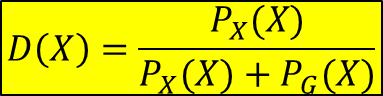 D(X) = P_X(X) / (P_X(X) + P_G(X))